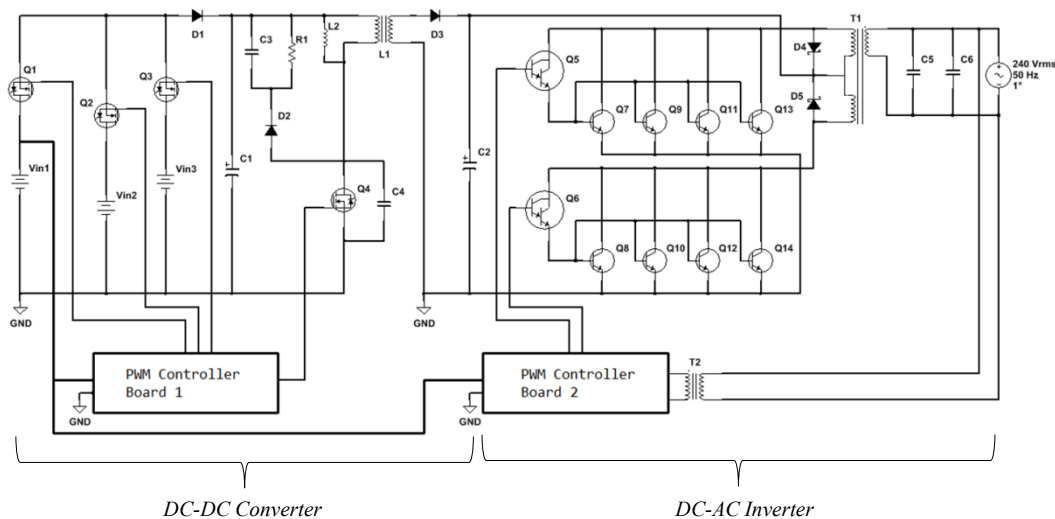 D1
C3
R1
L2
L1
D3
T1
D4
D5
C5
C6
240 Vrms
50 Hz
1°
Q1
Q2
Q3
Q5
Q7
Q9
Q11
Q13
D2
C1
C2
Vin1
Vin2
Vin3
Q4
C4
Q6
Q8
Q10
Q12
Q14
GND
GND
PWM Controller
Board 1
GND
PWM Controller
Board 2
GND
T2
DC-DC Converter
DC-AC Inverter